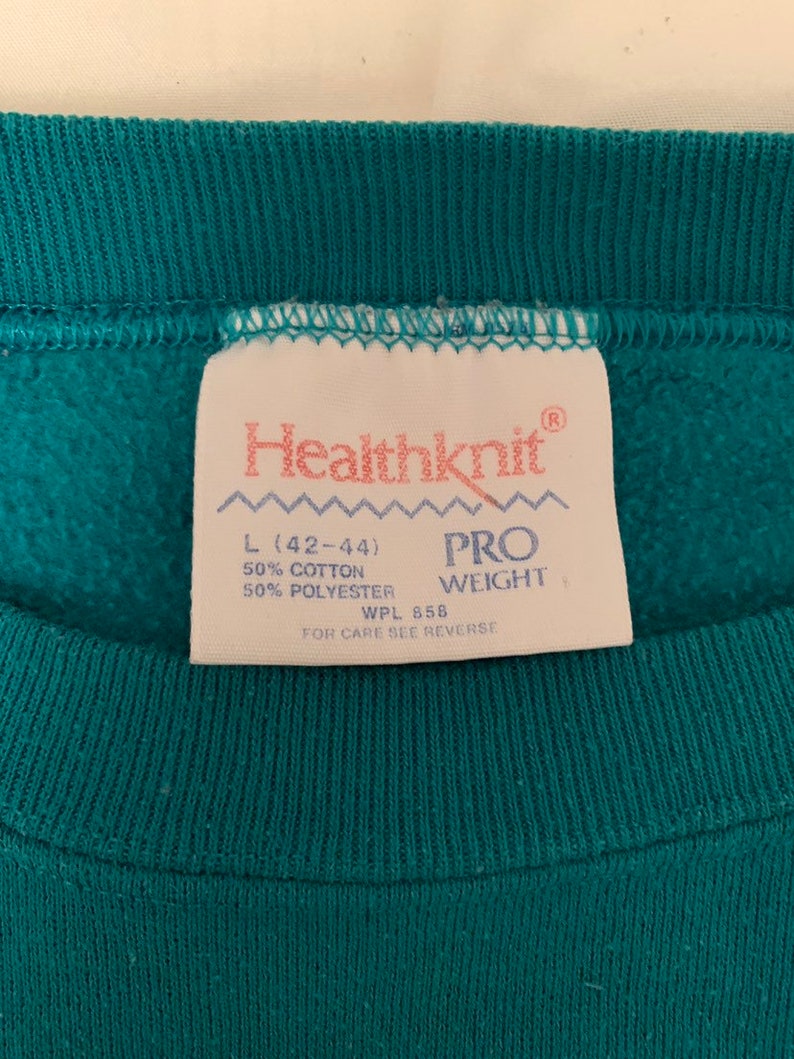 Healthknit®
L (42-44)
50% COTTON
50% POLYESTER
PRO
WEIGHT
WPL 858
FOR CARE SEE REVERSE